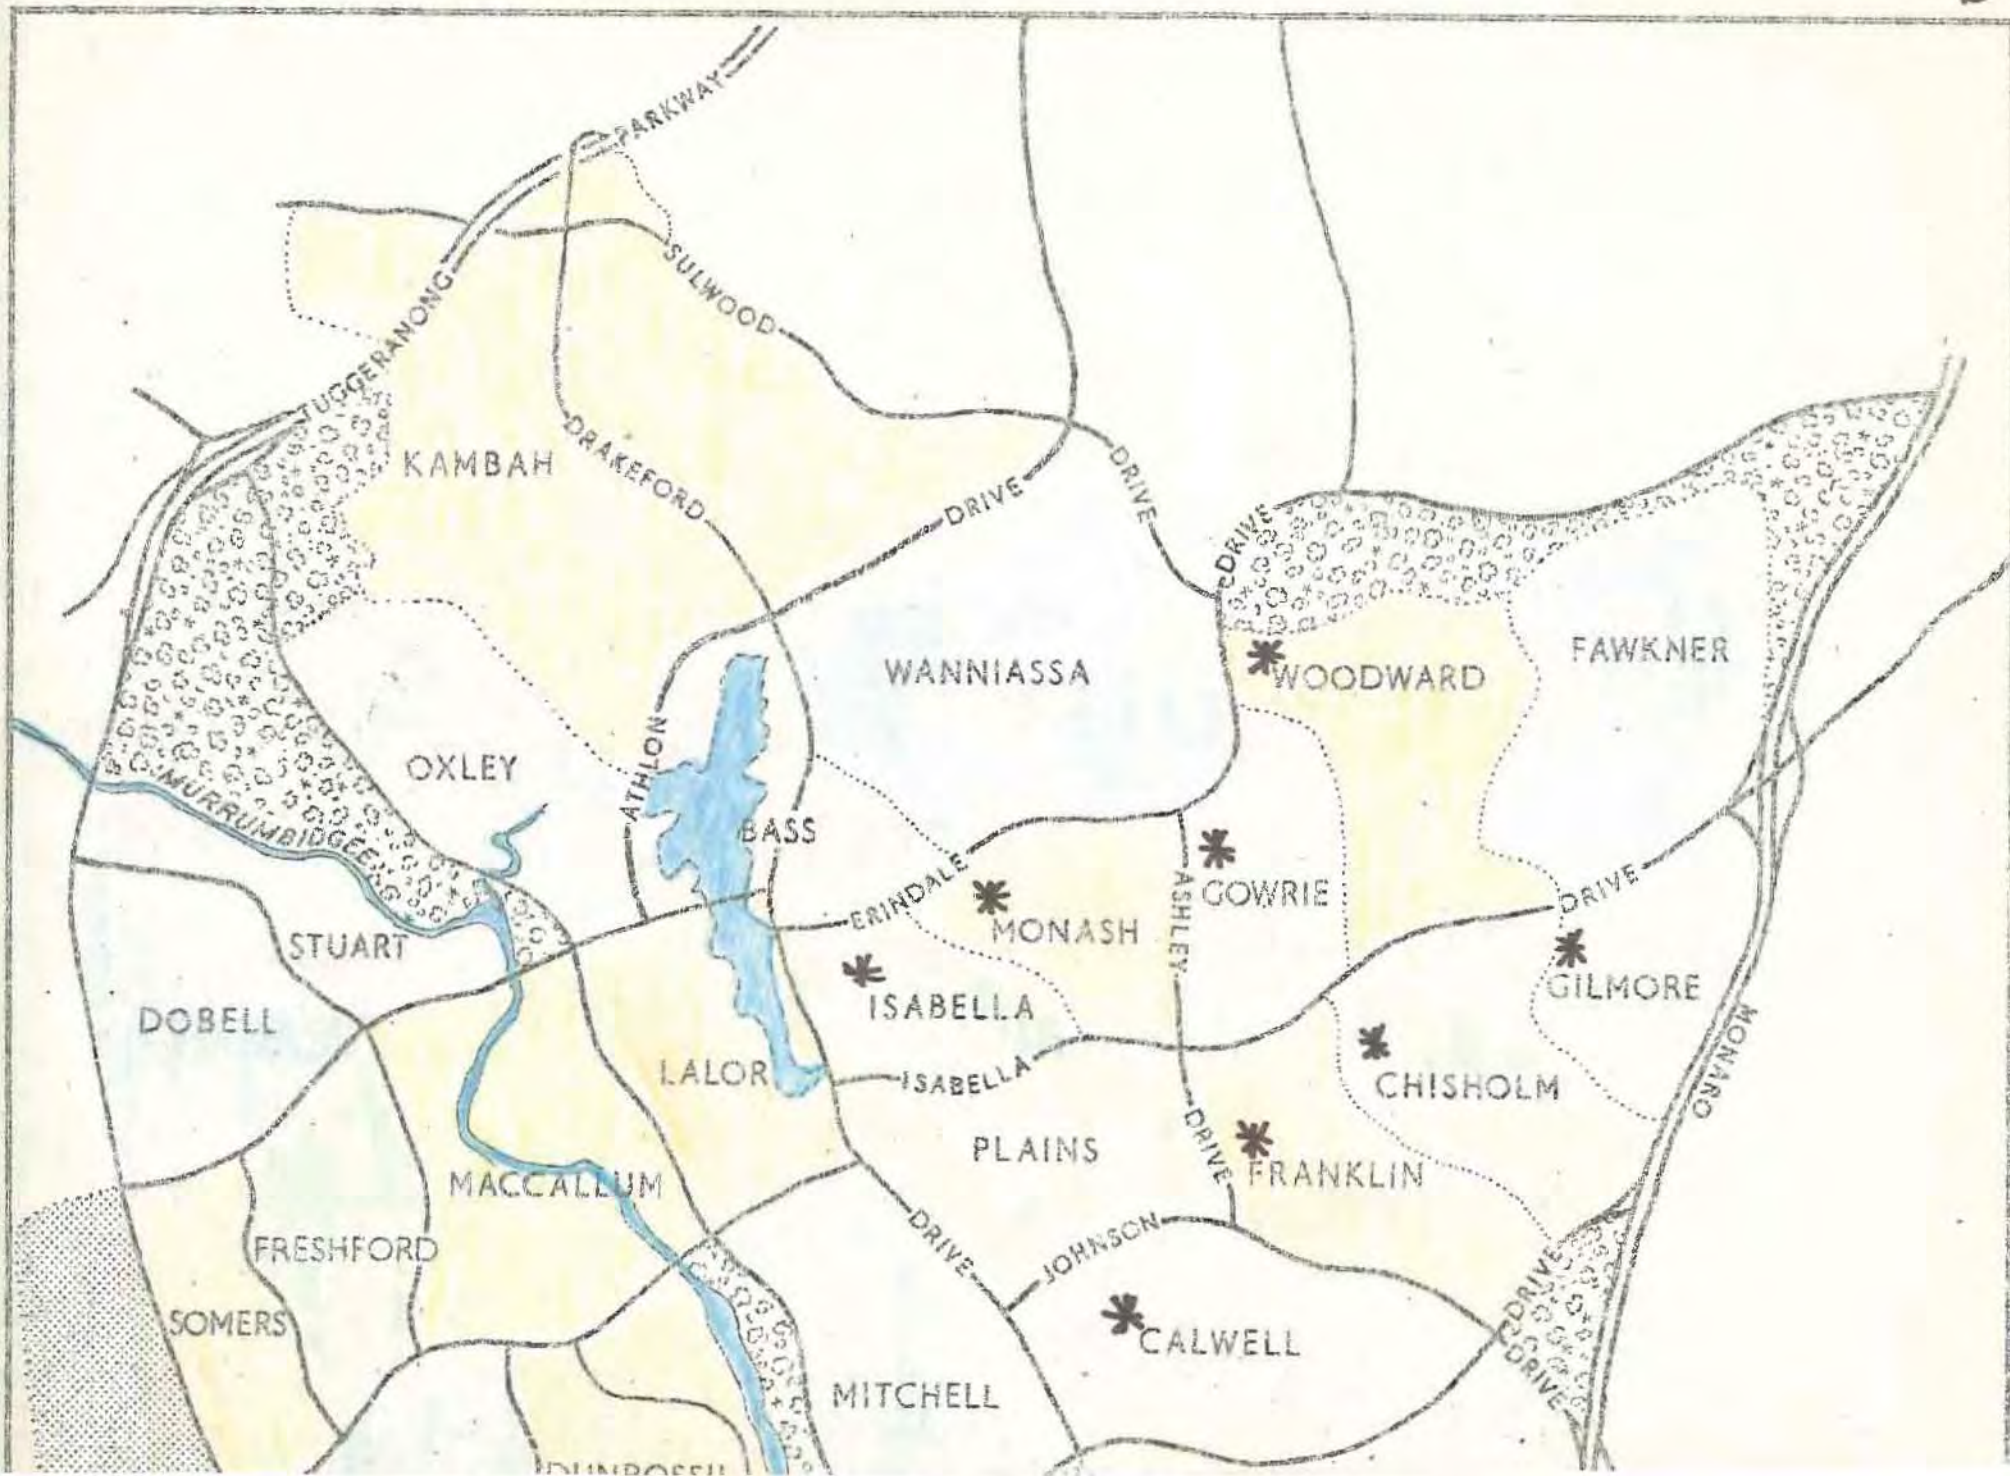 PARKWAY
SULWOOD
TUGGERANONG
KAMBAH
DRAKEFORD
DRIVE
DRIVE
DRIVE
WANNIASSA
WOODWARD
FAWKNER
OXLEY
ATHLON
MURRUMBIDGEE
BASS
ERINDALE
MONASH
ASHLEY
GOWRIE
DRIVE
STUART
ISABELLA
GILMORE
DOBELL
LALOR
ISABELLA
CHISHOLM
MONARO
PLAINS
DRIVE
FRANKLIN
MACCALLUM
FRESHFORD
DRIVE
JOHNSON
DRIVE
SOMERS
CALWELL
DRIVE
MITCHELL